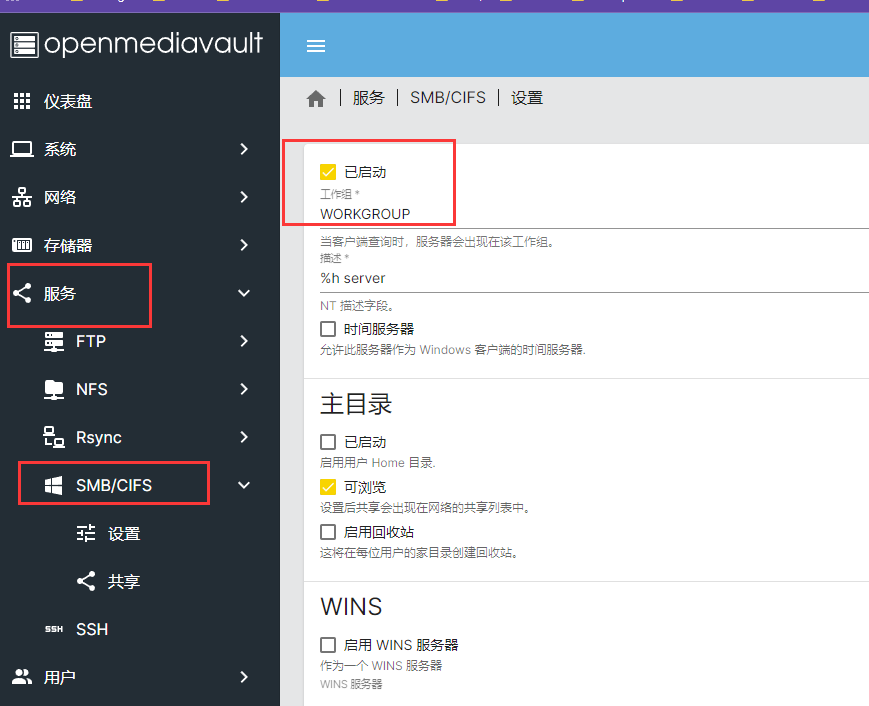 openmediavault
仪表盘
系统
网络
存储器
服务
FTP
NFS
Rsync
SMB/CIFS
设置
共享
SSH SSH
用户
服务 SMB/CIFS 设置
已启动
工作组 *
WORKGROUP
当客户端查询时，服务器会出现在该工作组。
描述 *
%h server
NT 描述字段。
时间服务器
允许此服务器作为 Windows 客户端的时间服务器.
主目录
已启动
启用用户 Home 目录.
可浏览
设置后共享会出现在网络的共享列表中。
启用回收站
这将在每位用户的家目录创建回收站。
WINS
启用 WINS 服务器
作为一个 WINS 服务器
WINS 服务器